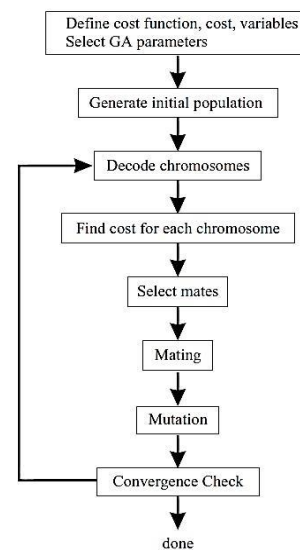 Define cost function, cost, variables
Select GA parameters
Generate initial population
Decode chromosomes
Find cost for each chromosome
Select mates
Mating
Mutation
Convergence Check
done